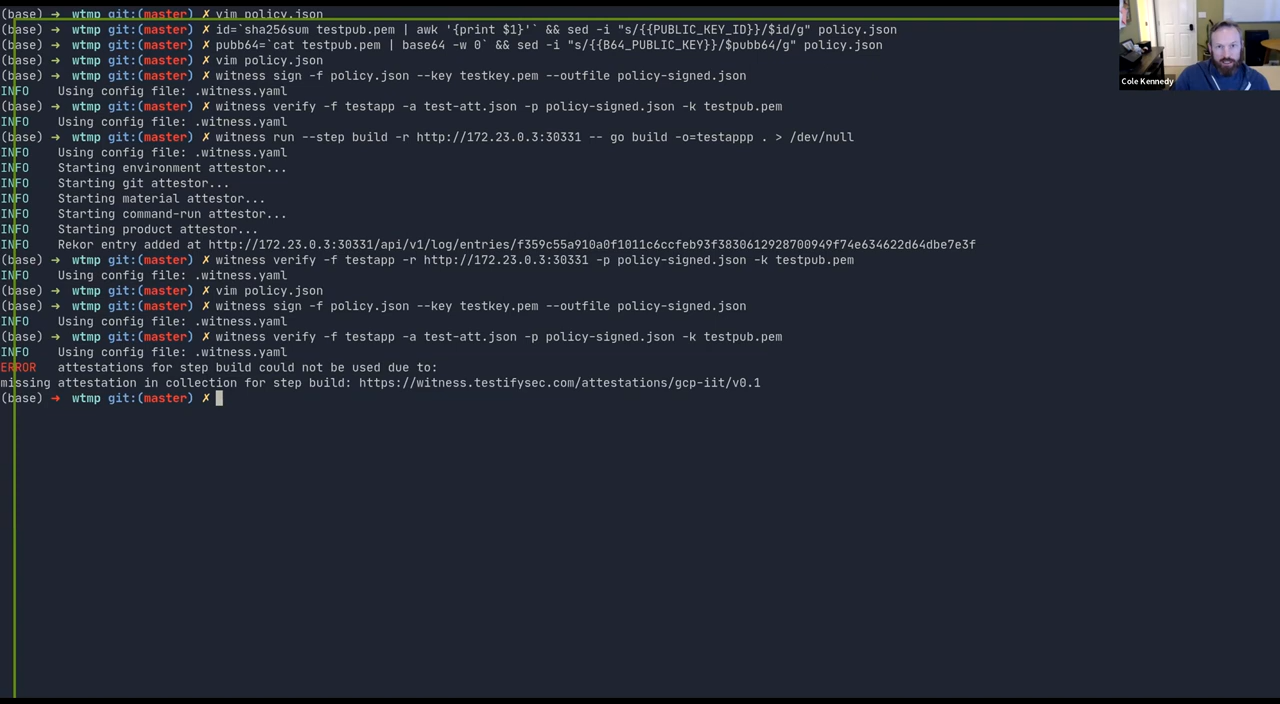 (base) → wtmp git:(master) ✗ vim policy.json
(base) → wtmp git:(master) ✗ id=`sha256sum testpub.pem | awk '{print $1}'` && sed -i "s/{{PUBLIC_KEY_ID}}/$id/g" policy.json
(base) → wtmp git:(master) ✗ pubb64=`cat testpub.pem | base64 -w 0` && sed -i "s/{{B64_PUBLIC_KEY}}/$pubb64/g" policy.json
(base) → wtmp git:(master) ✗ vim policy.json
(base) → wtmp git:(master) ✗ witness sign -f policy.json --key testkey.pem --outfile policy-signed.json
INFO    Using config file: .witness.yaml
(base) → wtmp git:(master) ✗ witness verify -f testapp -a test-att.json -p policy-signed.json -k testpub.pem
INFO    Using config file: .witness.yaml
(base) → wtmp git:(master) ✗ witness run --step build -r http://172.23.0.3:30331 -- go build -o=testappp . > /dev/null
INFO    Using config file: .witness.yaml
INFO    Starting environment attestor...
INFO    Starting git attestor...
INFO    Starting material attestor...
INFO    Starting command-run attestor...
INFO    Starting product attestor...
INFO    Rekor entry added at http://172.23.0.3:30331/api/v1/log/entries/f359c55a910a0f1011c6ccfeb93f3830612928700949f74e634622d64dbe7e3f
(base) → wtmp git:(master) ✗ witness verify -f testapp -r http://172.23.0.3:30331 -p policy-signed.json -k testpub.pem
INFO    Using config file: .witness.yaml
(base) → wtmp git:(master) ✗ vim policy.json
(base) → wtmp git:(master) ✗ witness sign -f policy.json --key testkey.pem --outfile policy-signed.json
INFO    Using config file: .witness.yaml
(base) → wtmp git:(master) ✗ witness verify -f testapp -a test-att.json -p policy-signed.json -k testpub.pem
INFO    Using config file: .witness.yaml
ERROR   attestations for step build could not be used due to:
missing attestation in collection for step build: https://witness.testifysec.com/attestations/gcp-iit/v0.1
(base) → wtmp git:(master) ✗
Cole Kennedy